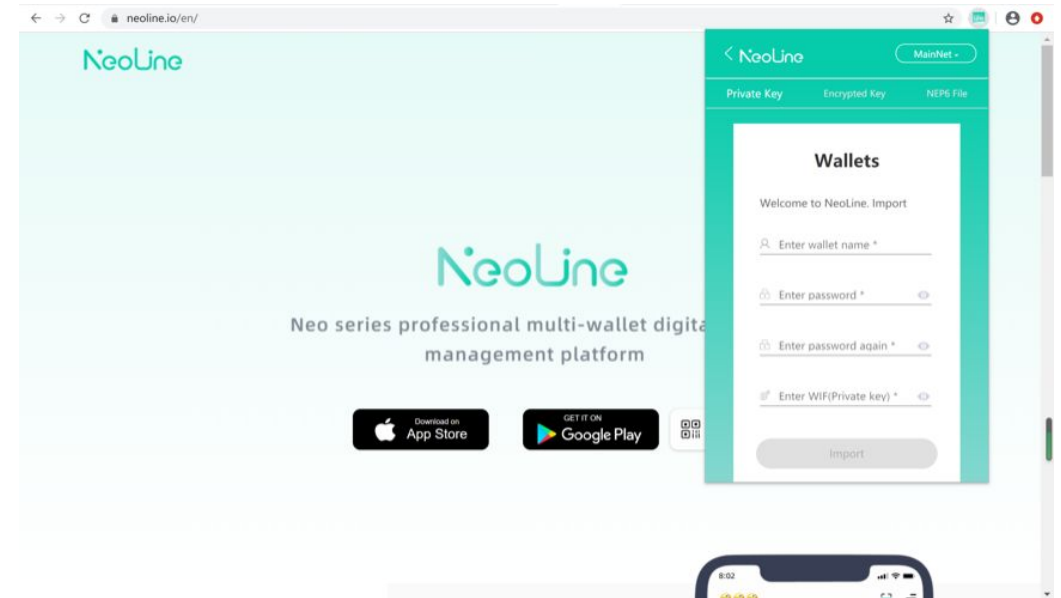 neoline.io/en/
NeoLine
NeoLine
MainNet
Private Key
Encrypted Key
NEP6 File
Wallets
Welcome to NeoLine. Import
Enter wallet name *
Enter password *
Enter password again *
Enter WIF(Private key) *
Import
NeoLine
Neo series professional multi-wallet digita
management platform
Download on
App Store
GET IT ON
Google Play
8:02